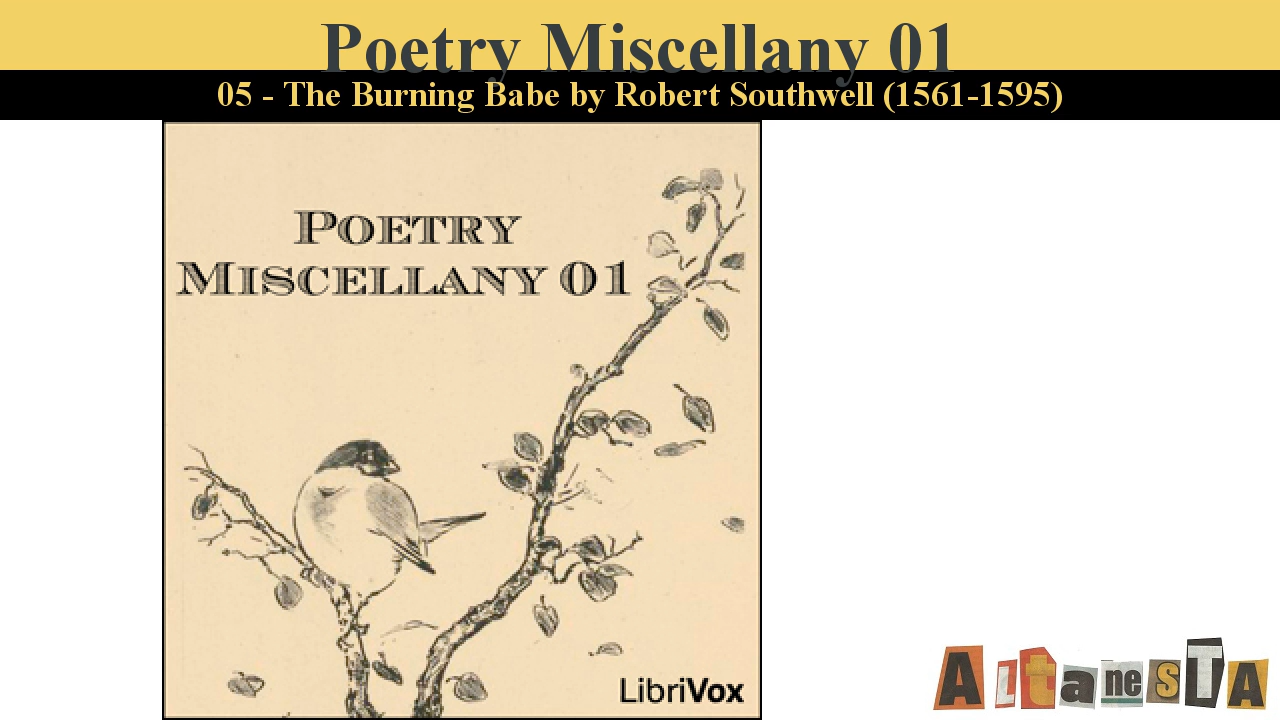 Poetry Miscellany 01
05 - The Burning Babe by Robert Southwell (1561-1595)
POETRY
MISCELLANY 01
LibriVox
AltanesTA